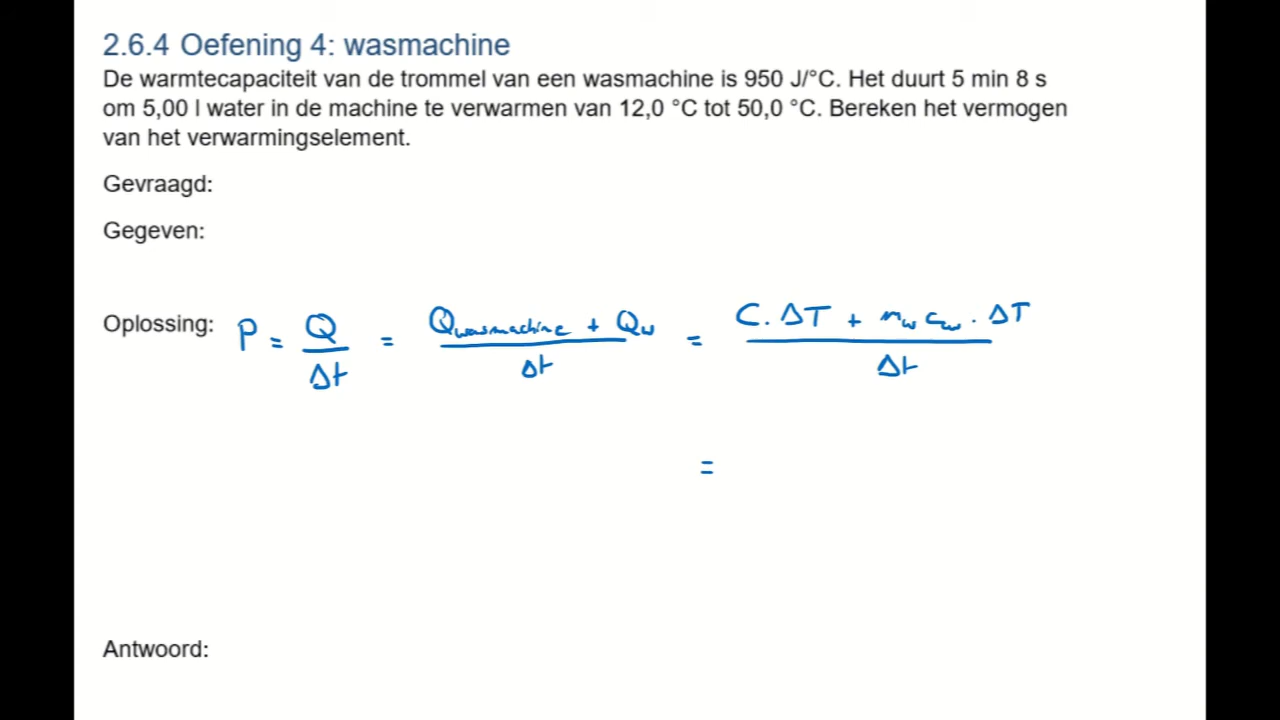 2.6.4 Oefening 4: wasmachine
De warmtecapaciteit van de trommel van een wasmachine is 950 J/°C. Het duurt 5 min 8 s
om 5,00 l water in de machine te verwarmen van 12,0 °C tot 50,0 °C. Bereken het vermogen
van het verwarmingselement.
Gevraagd:
Gegeven:
Oplossing: P = Q / Δt = (Qwasmachine + Qw) / Δt = (C . ΔT + mw cw . ΔT) / Δt
=
Antwoord: